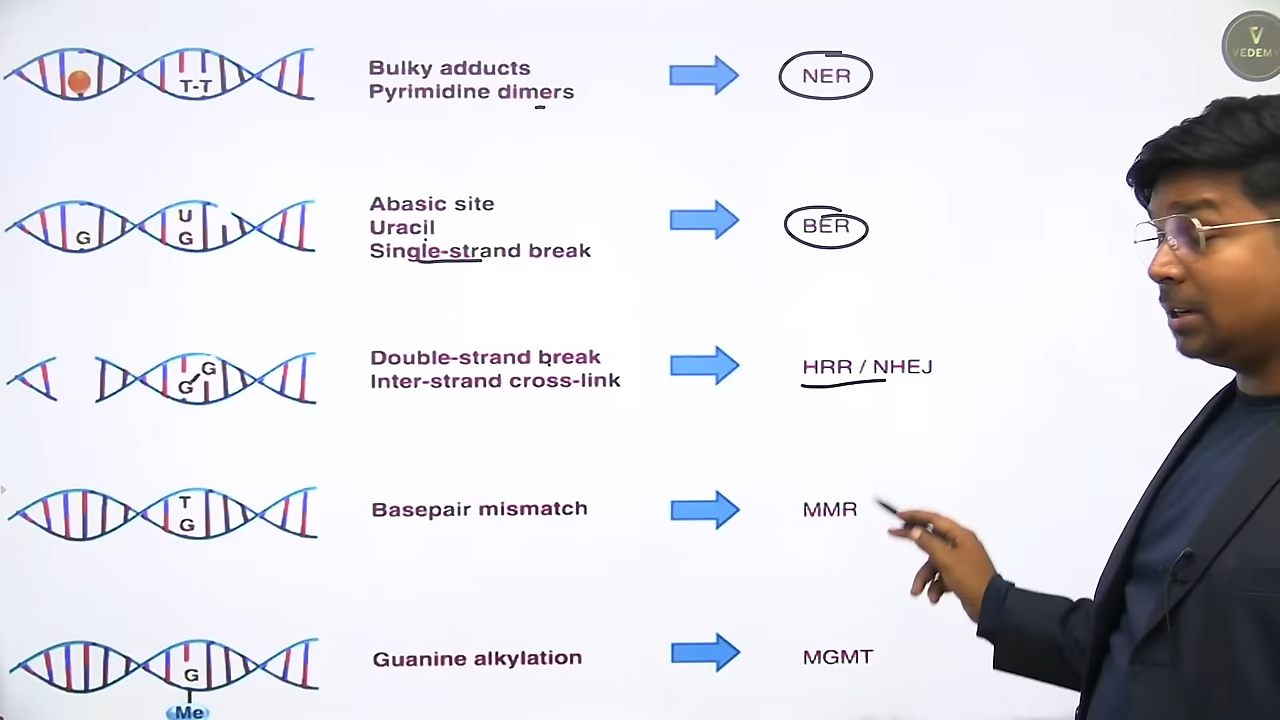 T-T
Bulky adducts
Pyrimidine dimers
NER
VEDEMY
G
U
G
Abasic site
Uracil
Single-strand break
BER
G
G
Double-strand break
Inter-strand cross-link
HRR / NHEJ
T
G
Basepair mismatch
MMR
G
Me
Guanine alkylation
MGMT